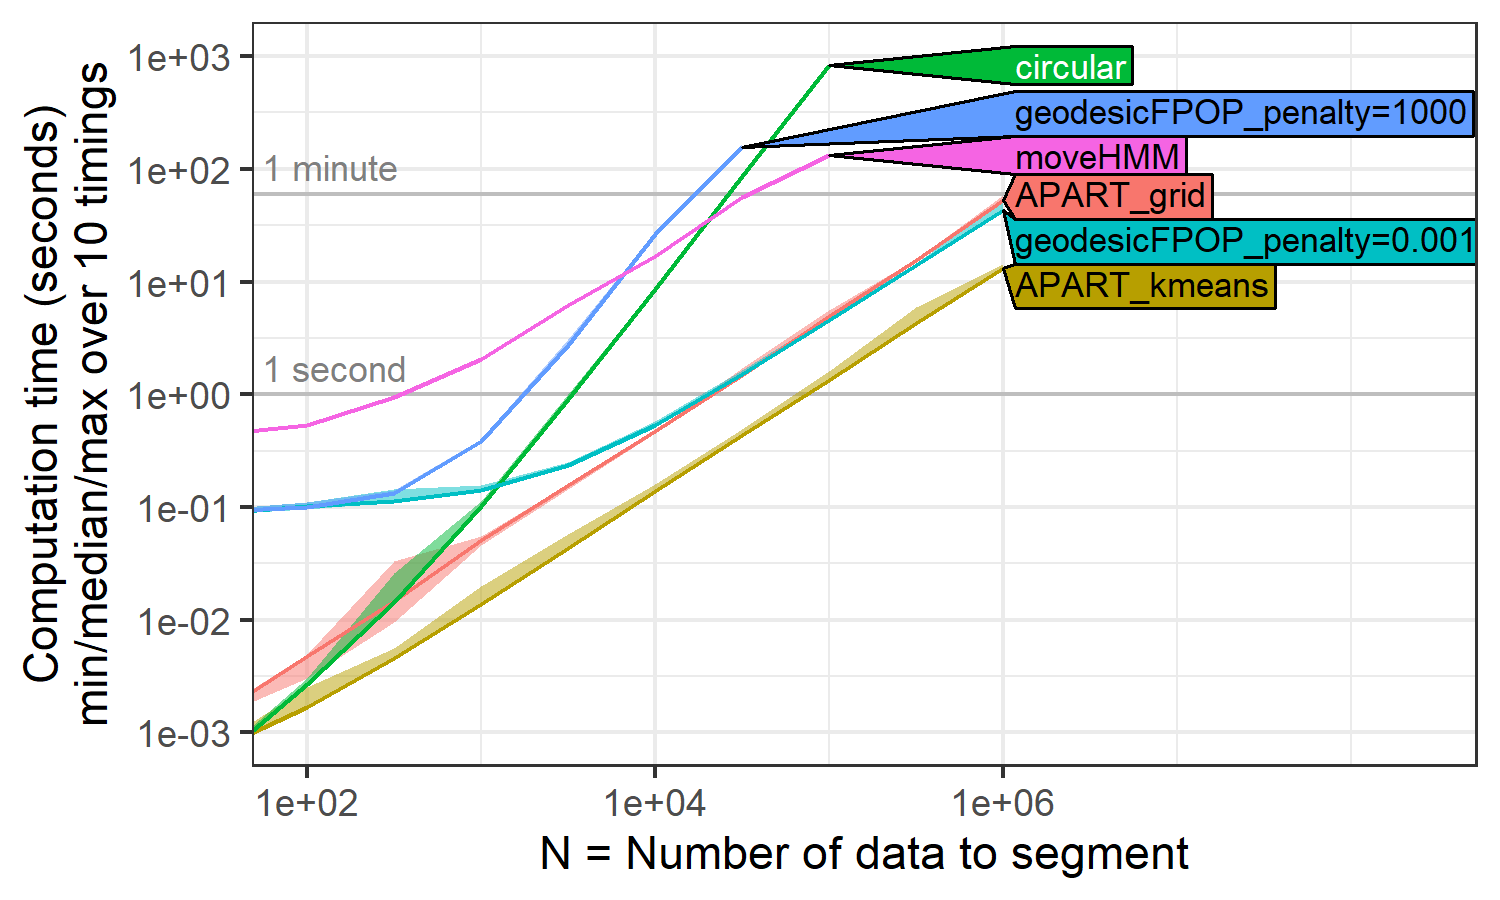 Computation time (seconds)
min/median/max over 10 timings
1e+03
1e+02
1e+01
1e+00
1e-01
1e-02
1e-03
1 minute
1 second
circular
geodesicFPOP_penalty=1000
moveHMM
APART_grid
geodesicFPOP_penalty=0.001
APART_kmeans
1e+02
1e+04
1e+06
N = Number of data to segment